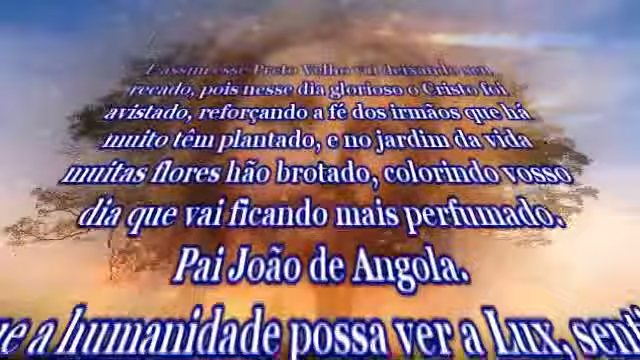 E assim esse Preto Velho vai deixando seu
recado, pois nesse dia glorioso o Cristo foi
avistado, reforçando a fé dos irmãos que há
muito têm plantado, e no jardim da vida
muitas flores hão brotado, colorindo vosso
dia que vai ficando mais perfumado.
Pai João de Angola.
ue a humanidade possa ver a Luz, sent